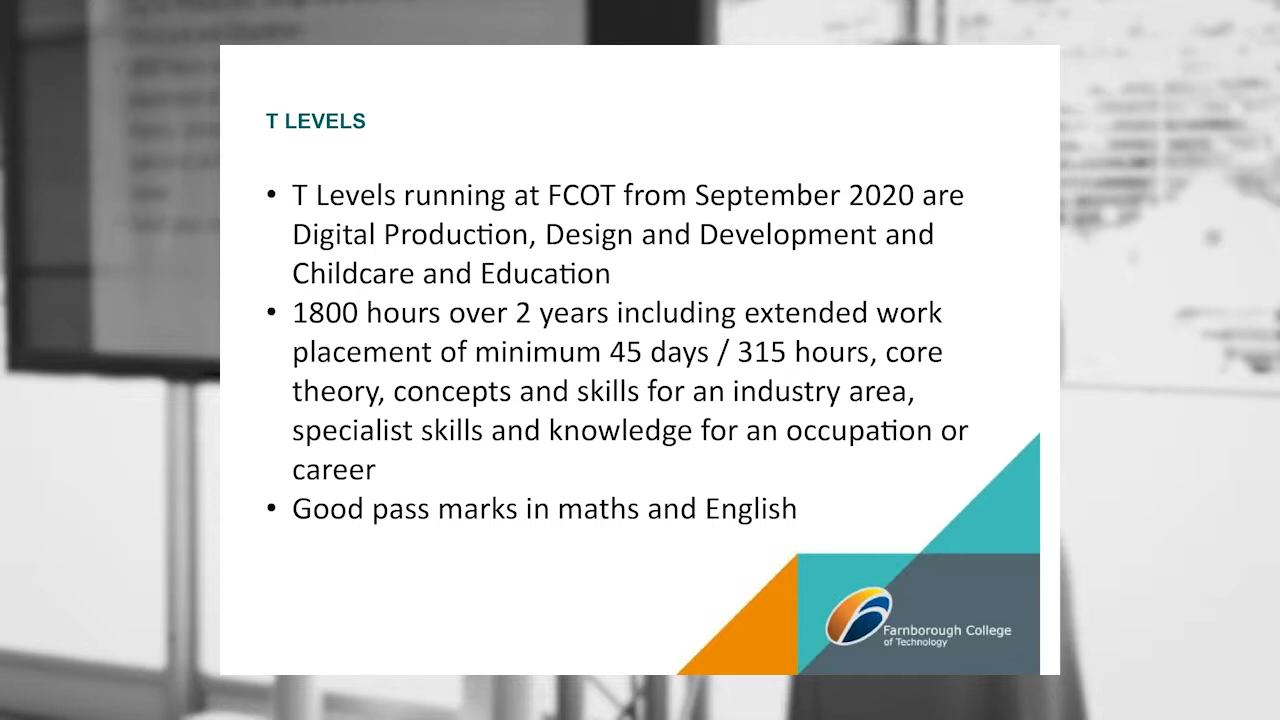 T LEVELS
• T Levels running at FCOT from September 2020 are
Digital Production, Design and Development and
Childcare and Education
• 1800 hours over 2 years including extended work
placement of minimum 45 days / 315 hours, core
theory, concepts and skills for an industry area,
specialist skills and knowledge for an occupation or
career
• Good pass marks in maths and English
Farnborough College
of Technology